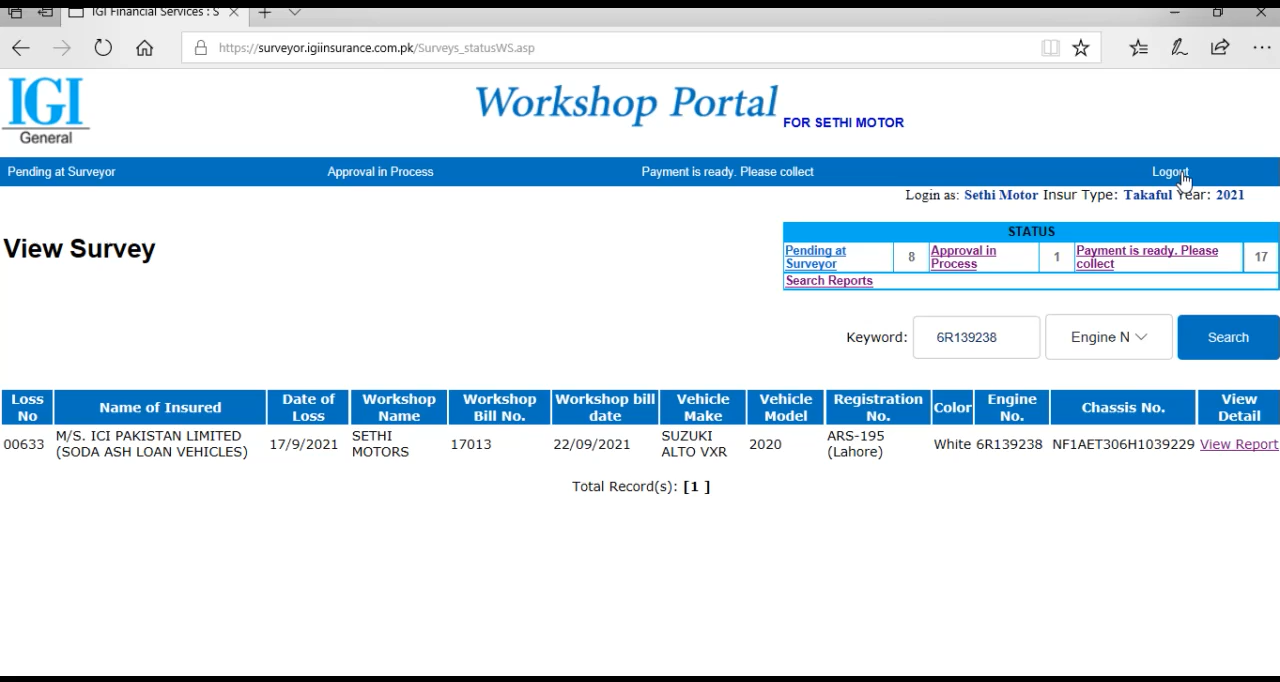 IGI Financial Services : S
https://surveyor.igiinsurance.com.pk/Surveys_statusWS.asp
IGI
General
Workshop Portal
FOR SETHI MOTOR
Pending at Surveyor Approval in Process Payment is ready. Please collect Logout
Login as: Sethi Motor Insur Type: Takaful Year: 2021
View Survey
STATUS
Pending at Surveyor 8 Approval in Process 1 Payment is ready. Please collect 17
Search Reports
Keyword: 6R139238 Engine N Search
Loss No Name of Insured Date of Loss Workshop Name Workshop Bill No. Workshop bill date Vehicle Make Vehicle Model Registration No. Color Engine No. Chassis No. View Detail
00633 M/S. ICI PAKISTAN LIMITED (SODA ASH LOAN VEHICLES) 17/9/2021 SETHI MOTORS 17013 22/09/2021 SUZUKI ALTO VXR 2020 ARS-195 (Lahore) White 6R139238 NF1AET306H1039229 View Report
Total Record(s): [1 ]